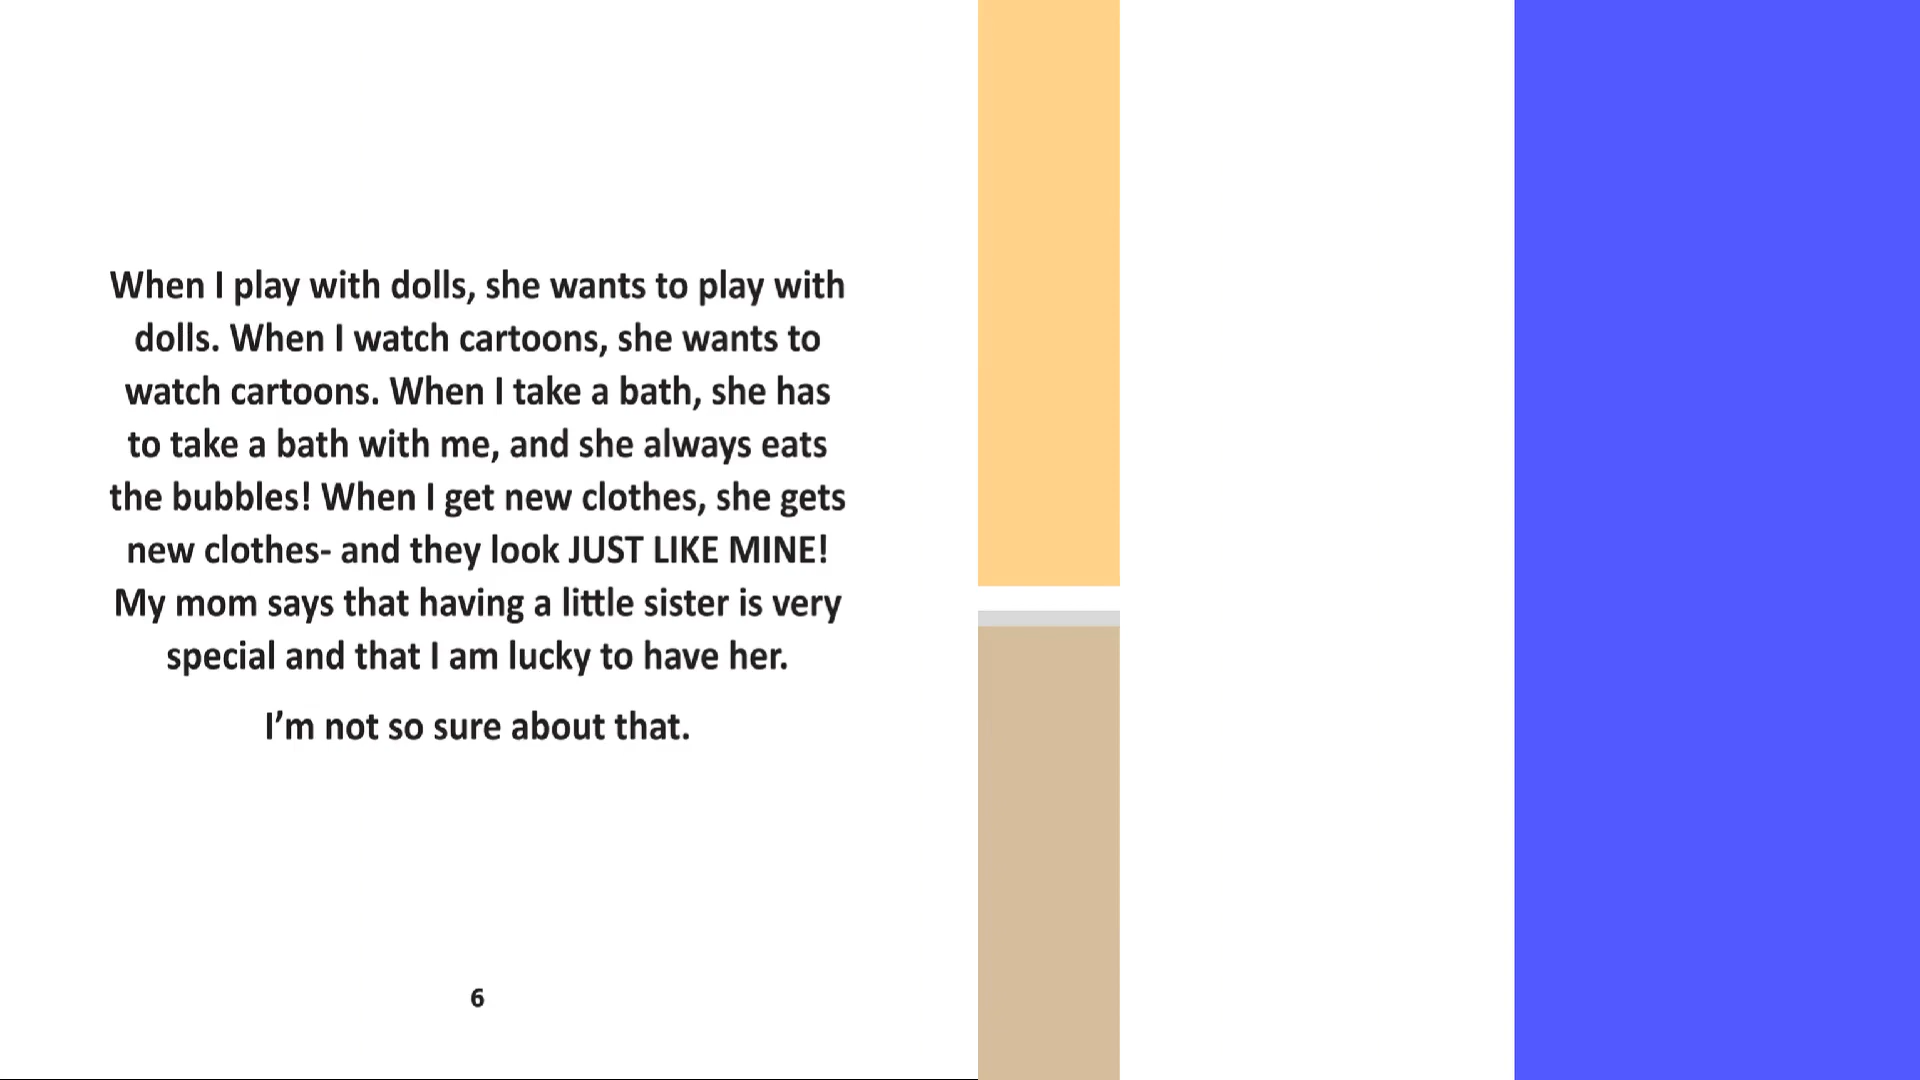 When I play with dolls, she wants to play with
dolls. When I watch cartoons, she wants to
watch cartoons. When I take a bath, she has
to take a bath with me, and she always eats
the bubbles! When I get new clothes, she gets
new clothes- and they look JUST LIKE MINE!
My mom says that having a little sister is very
special and that I am lucky to have her.
I’m not so sure about that.
6